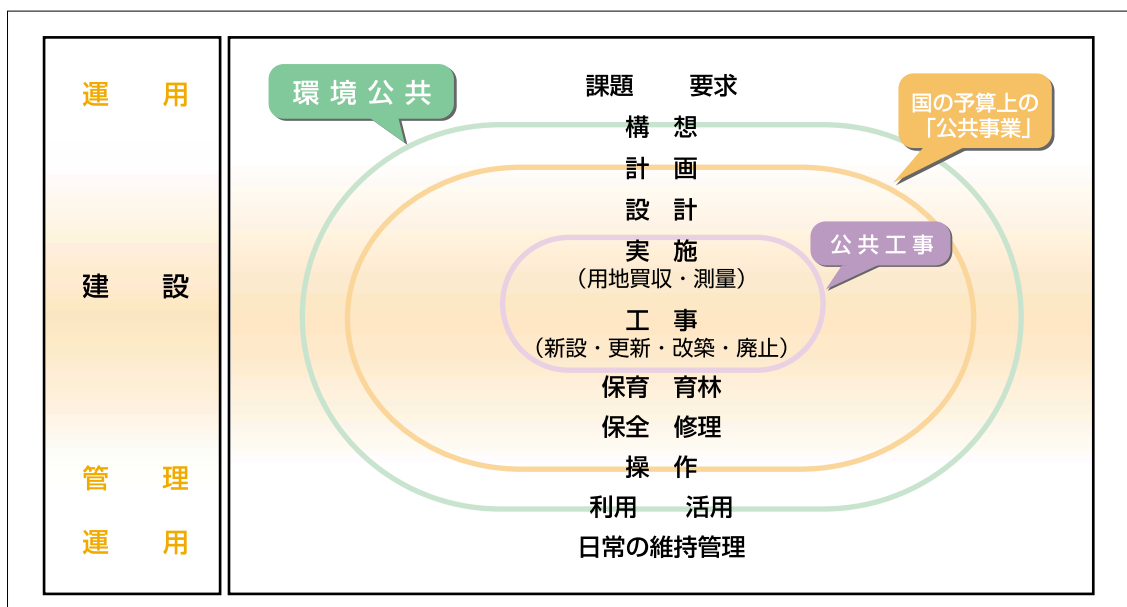 運用
建設
管理
運用
環境公共
国の予算上の
「公共事業」
公共工事
課題 要求
構想
計画
設計
実施
（用地買収・測量）
工事
（新設・更新・改築・廃止）
保育 育林
保全 修理
操作
利用 活用
日常の維持管理